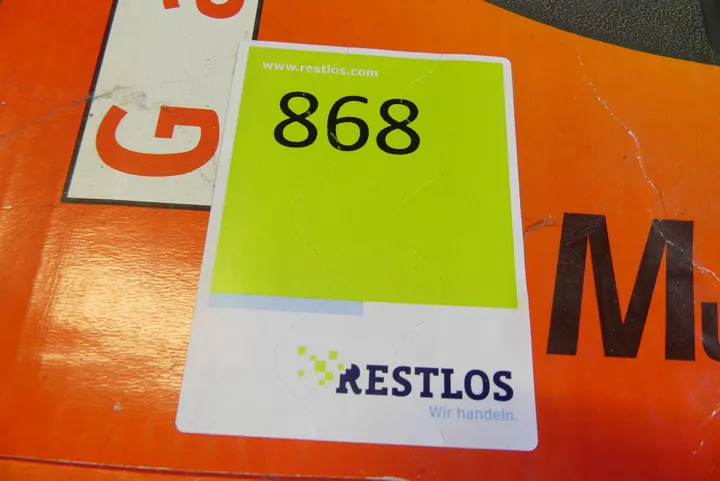 www.restlos.com
868
RESTLOS
Wir handeln.
G
M